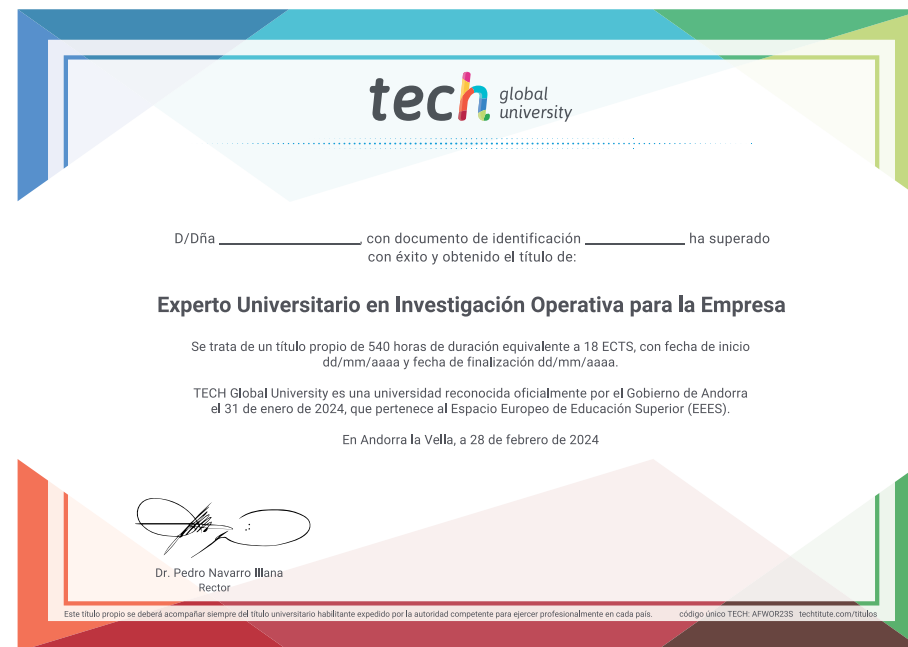 tech global university
D/Dña ______________________, con documento de identificación ______________ ha superado
con éxito y obtenido el título de:
Experto Universitario en Investigación Operativa para la Empresa
Se trata de un título propio de 540 horas de duración equivalente a 18 ECTS, con fecha de inicio
dd/mm/aaaa y fecha de finalización dd/mm/aaaa.
TECH Global University es una universidad reconocida oficialmente por el Gobierno de Andorra
el 31 de enero de 2024, que pertenece al Espacio Europeo de Educación Superior (EEES).
En Andorra la Vella, a 28 de febrero de 2024
Dr. Pedro Navarro Illana
Rector
Este título propio se deberá acompañar siempre del título universitario habilitante expedido por la autoridad competente para ejercer profesionalmente en cada país. código único TECH: AFWOR23S techtitute.com/titulos